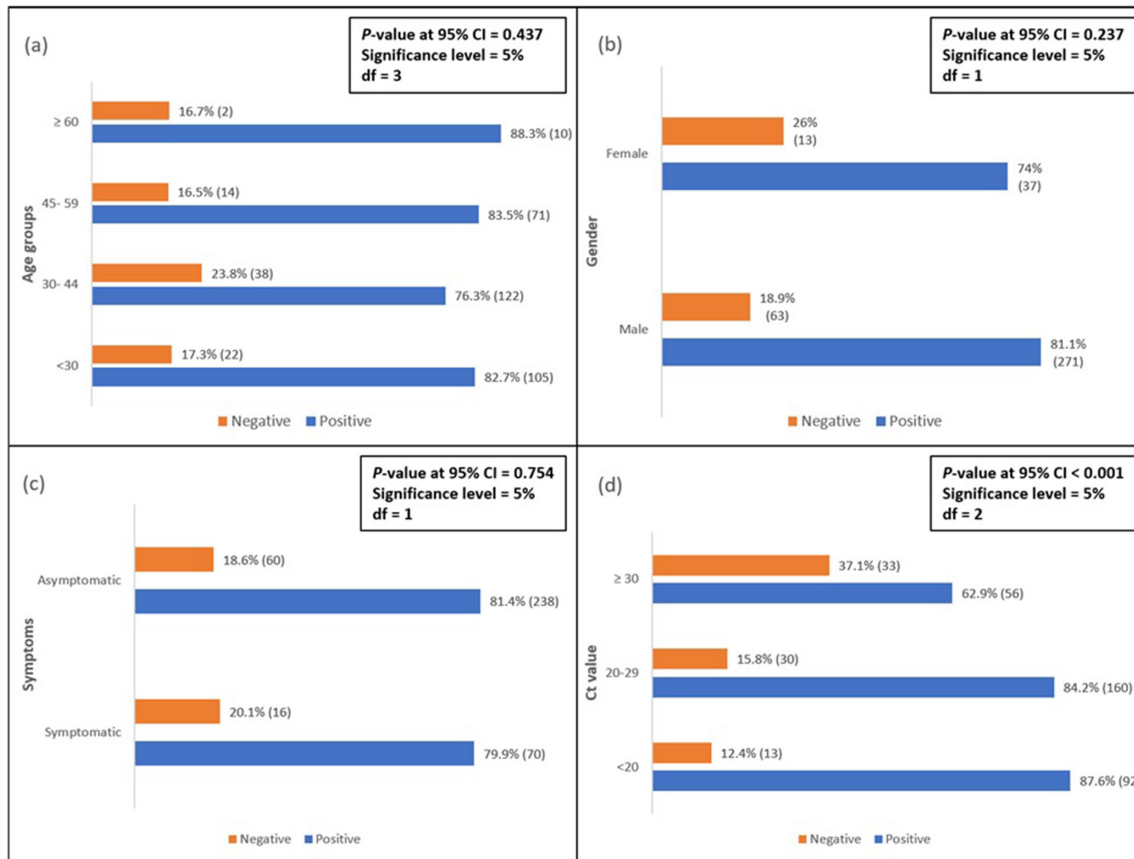 (a)
P-value at 95% CI = 0.437
Significance level = 5%
df = 3
Age groups
≥ 60
16.7% (2)
88.3% (10)
45- 59
16.5% (14)
83.5% (71)
30- 44
23.8% (38)
76.3% (122)
<30
17.3% (22)
82.7% (105)
Negative Positive
(b)
P-value at 95% CI = 0.237
Significance level = 5%
df = 1
Gender
Female
26%
(13)
74%
(37)
Male
18.9%
(63)
81.1%
(271)
Negative Positive
(c)
P-value at 95% CI = 0.754
Significance level = 5%
df = 1
Symptoms
Asymptomatic
18.6% (60)
81.4% (238)
Symptomatic
20.1% (16)
79.9% (70)
Negative Positive
(d)
P-value at 95% CI < 0.001
Significance level = 5%
df = 2
Ct value
≥ 30
37.1% (33)
62.9% (56)
20-29
15.8% (30)
84.2% (160)
<20
12.4% (13)
87.6% (92
Negative Positive